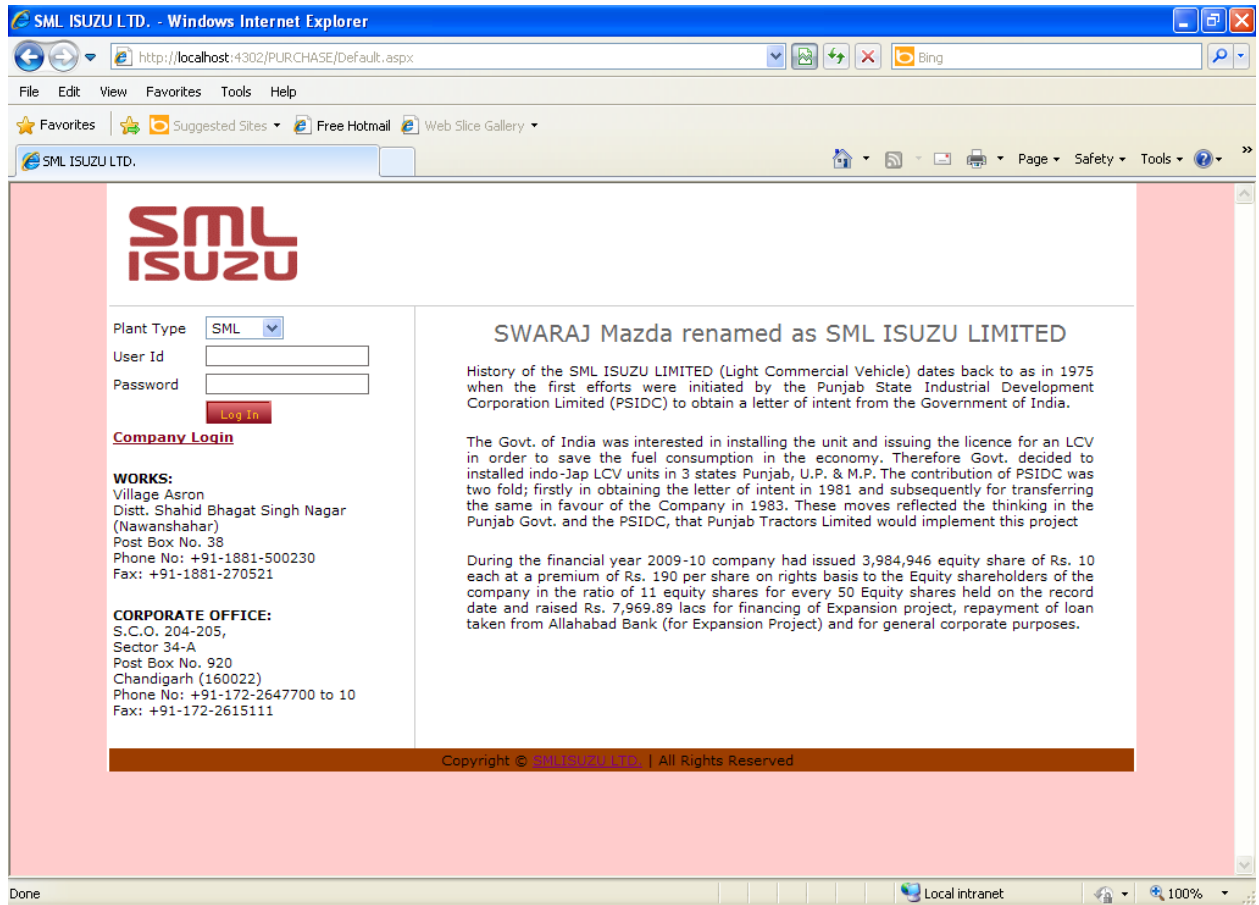 SML ISUZU LTD. - Windows Internet Explorer
http://localhost:4302/PURCHASE/Default.aspx
Bing
File Edit View Favorites Tools Help
Favorites Suggested Sites Free Hotmail Web Slice Gallery
SML ISUZU LTD.
Page Safety Tools »
SML
ISUZU
Plant Type SML
User Id
Password
Log In
Company Login
WORKS:
Village Asron
Distt. Shahid Bhagat Singh Nagar
(Nawanshahar)
Post Box No. 38
Phone No: +91-1881-500230
Fax: +91-1881-270521
CORPORATE OFFICE:
S.C.O. 204-
205,
Sector 34-A
Post Box No. 920
Chandigarh (160022)
Phone No: +91-172-2647700 to 10
Fax: +91-172-2615111
SWARAJ Mazda renamed as SML ISUZU LIMITED
History of the SML ISUZU LIMITED (Light Commercial Vehicle) dates back to as in 1975
when the first efforts were initiated by the Punjab State Industrial Development
Corporation Limited (PSIDC) to obtain a letter of intent from the Government of India.
The Govt. of India was interested in installing the unit and issuing the licence for an LCV
in order to save the fuel consumption in the economy. Therefore Govt. decided to
installed indo-Jap LCV units in 3 states Punjab, U.P. & M.P. The contribution of PSIDC was
two fold; firstly in obtaining the letter of intent in 1981 and subsequently for transferring
the same in favour of the Company in 1983. These moves reflected the thinking in the
Punjab Govt. and the PSIDC, that Punjab Tractors Limited would implement this project
During the financial year 2009-10 company had issued 3,984,946 equity share of Rs. 10
each at a premium of Rs. 190 per share on rights basis to the Equity shareholders of the
company in the ratio of 11 equity shares for every 50 Equity shares held on the record
date and raised Rs. 7,969.89 lacs for financing of Expansion project, repayment of loan
taken from Allahabad Bank (for Expansion Project) and for general corporate purposes.
Copyright © SMLISUZU LTD. | All Rights Reserved
Done Local intranet 100%